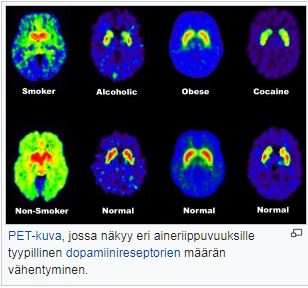 Smoker Alcoholic Obese Cocaine
Non-Smoker Normal Normal Normal
PET-kuva, jossa näkyy eri aineriippuvuuksille
tyypillinen dopamiinireseptorien määrän
vähentyminen.